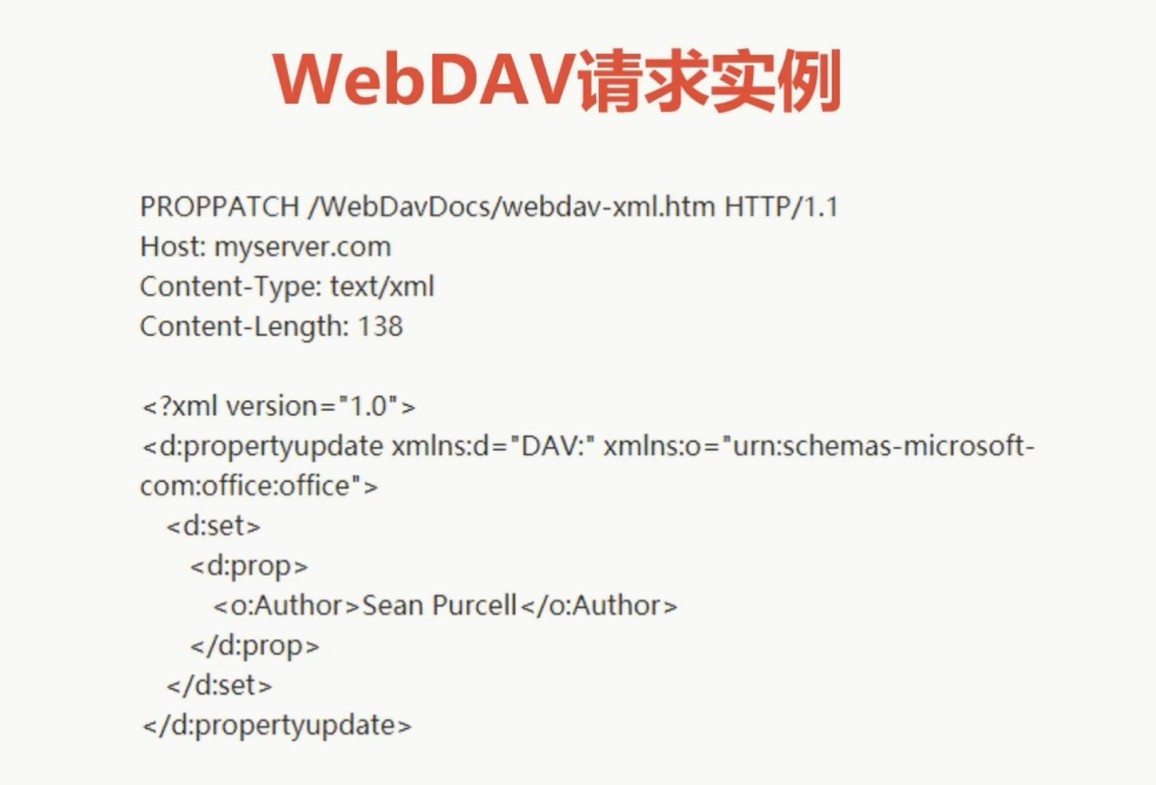 WebDAV请求实例
PROPPATCH /WebDavDocs/webdav-xml.htm HTTP/1.1
Host: myserver.com
Content-Type: text/xml
Content-Length: 138
<?xml version="1.0">
<d:propertyupdate xmlns:d="DAV:" xmlns:o="urn:schemas-microsoft-
com:office:office">
<d:set>
<d:prop>
<o:Author>Sean Purcell</o:Author>
</d:prop>
</d:set>
</d:propertyupdate>